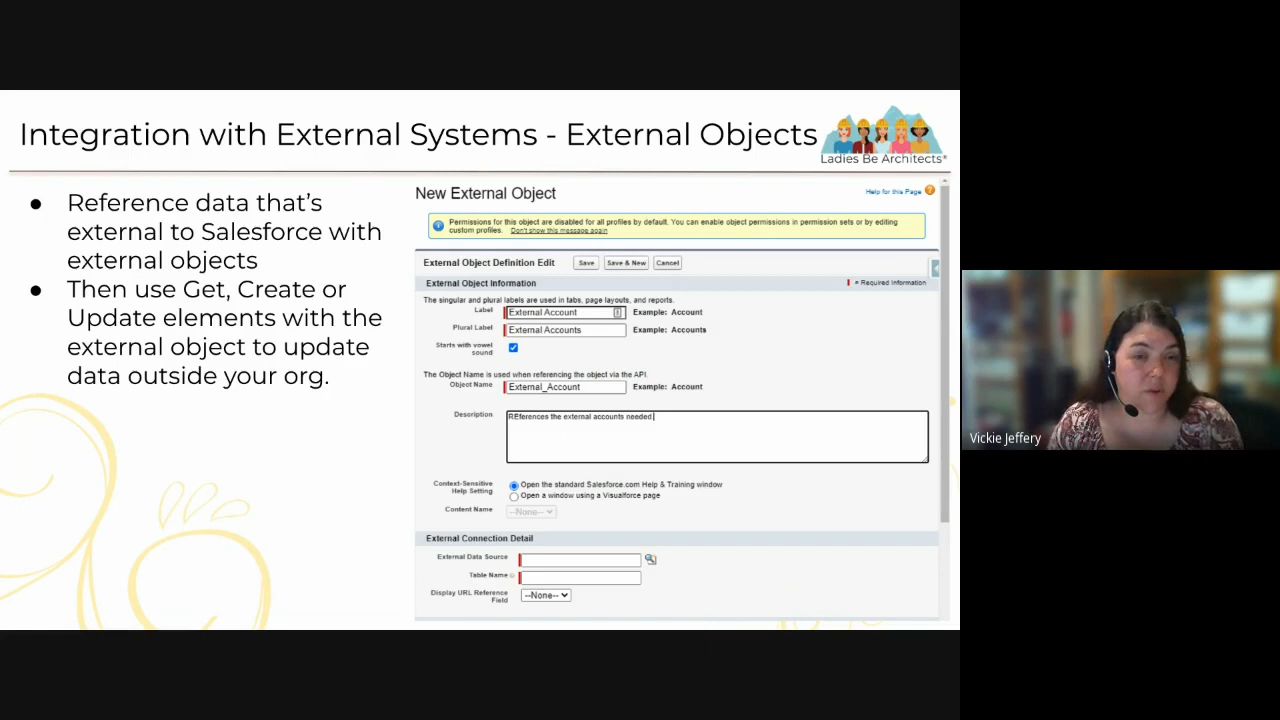 Integration with External Systems - External Objects
Ladies Be Architects*
● Reference data that’s
external to Salesforce with
external objects
● Then use Get, Create or
Update elements with the
external object to update
data outside your org.
New External Object
Help for this Page ?
Permissions for this object are disabled for all profiles by default. You can enable object permissions in permission sets or by editing
custom profiles. Don't show this message again
External Object Definition Edit Save Save & New Cancel
External Object Information = Required Information
The singular and plural labels are used in tabs, page layouts, and reports.
Label External Account Example: Account
Plural Label External Accounts Example: Accounts
Starts with vowel
sound
The Object Name is used when referencing the object via the API.
Object Name External_Account Example: Account
Description REferences the external accounts needed
Context-Sensitive
Help Setting
Open the standard Salesforce.com Help & Training window
Open a window using a Visualforce page
Content Name --None--
External Connection Detail
External Data Source
Table Name
Display URL Reference
Field
--None--
Vickie Jeffery